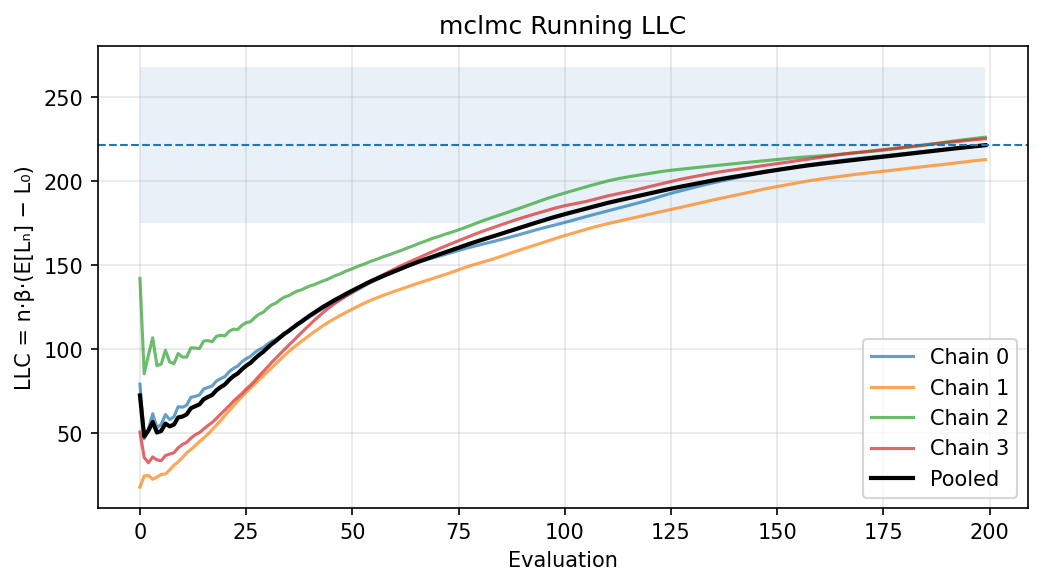 mclmc Running LLC
LLC = n·β·(E[Lₙ] − L₀)
250
200
150
100
50
0
25
50
75
100
125
150
175
200
Evaluation
Chain 0
Chain 1
Chain 2
Chain 3
Pooled